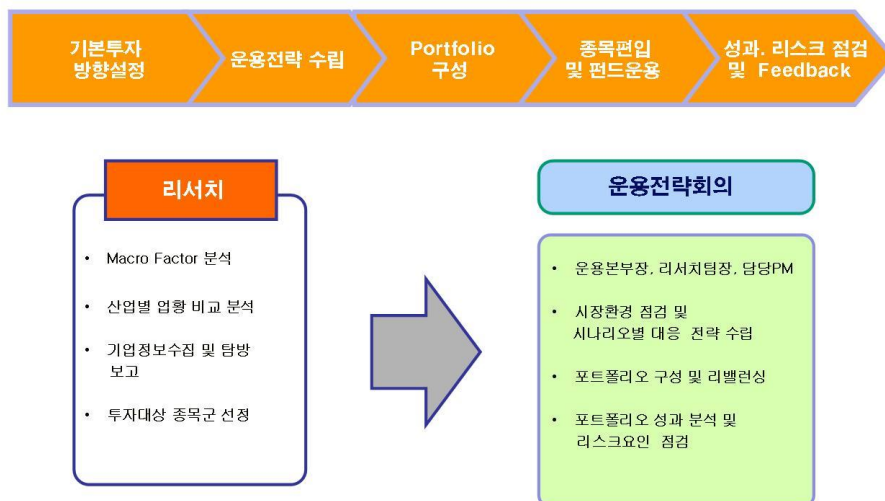 기본투자
방향설정
운용전략 수립
Portfolio
구성
종목편입
및 펀드운용
성과. 리스크 점검
및 Feedback
리서치
• Macro Factor 분석
• 산업별 업황 비교 분석
• 기업정보수집 및 탐방
보고
• 투자대상 종목군 선정
운용전략회의
• 운용본부장, 리서치팀장, 담당PM
• 시장환경 점검 및
시나리오별 대응 전략 수립
• 포트폴리오 구성 및 리밸런싱
• 포트폴리오 성과 분석 및
리스크요인 점검